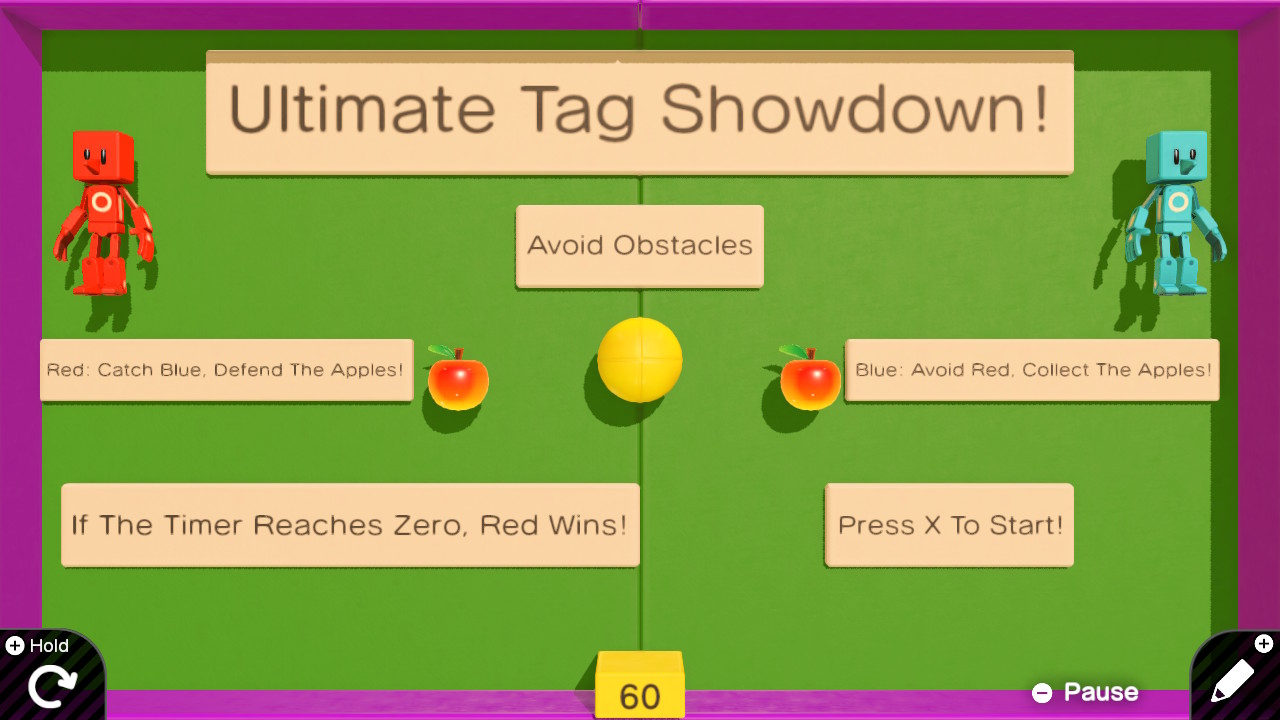 Ultimate Tag Showdown!
Avoid Obstacles
Red: Catch Blue, Defend The Apples!
Blue: Avoid Red, Collect The Apples!
If The Timer Reaches Zero, Red Wins!
Press X To Start!
Hold
60
Pause